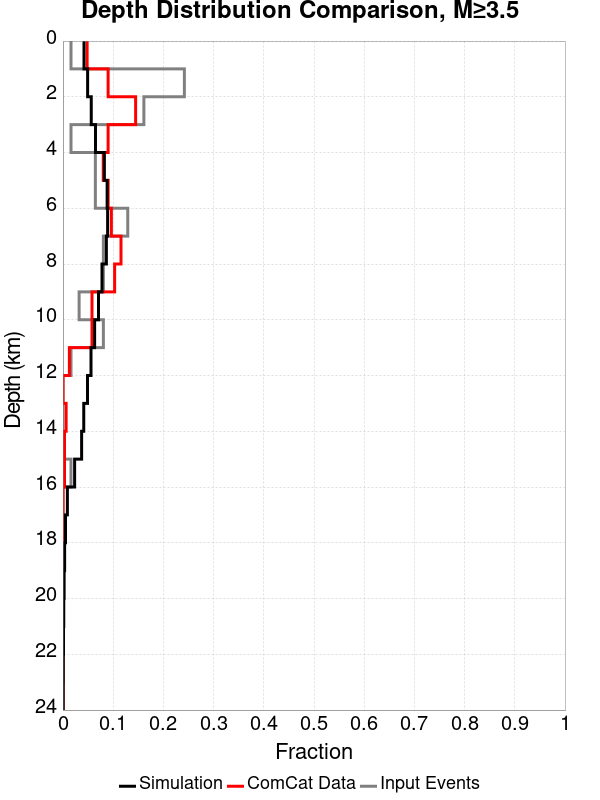 Depth Distribution Comparison, M≥3.5
0
2
4
6
8
10
12
14
16
18
20
22
24
Depth (km)
0 0.1 0.2 0.3 0.4 0.5 0.6 0.7 0.8 0.9 1
Fraction
Simulation ComCat Data Input Events